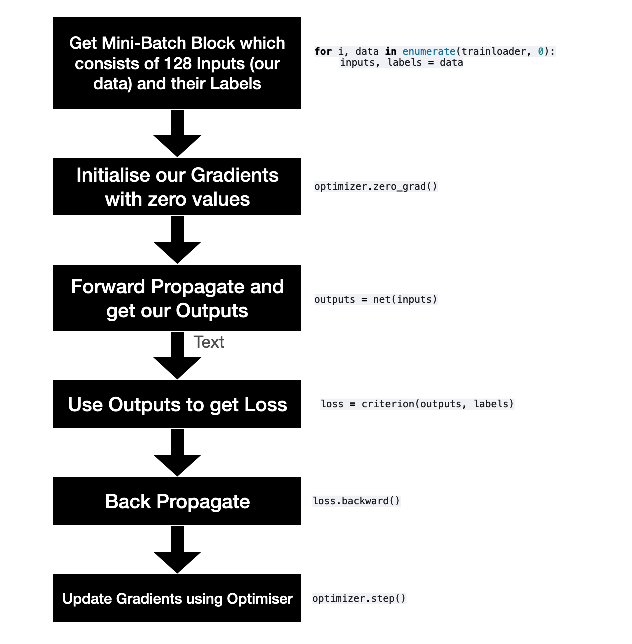 Get Mini-Batch Block which
consists of 128 Inputs (our
data) and their Labels
for i, data in enumerate(trainloader, 0):
inputs, labels = data
Initialise our Gradients
with zero values
optimizer.zero_grad()
Forward Propagate and
get our Outputs
outputs = net(inputs)
Text
Use Outputs to get Loss
loss = criterion(outputs, labels)
Back Propagate
loss.backward()
Update Gradients using Optimiser
optimizer.step()